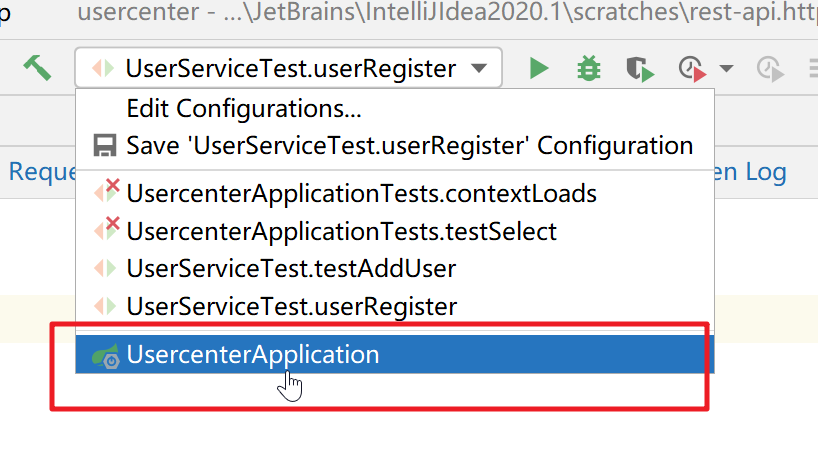 p usercenter - ...\JetBrains\IntelliJIdea2020.1\scratches\rest-api.http
UserServiceTest.userRegister
Edit Configurations...
Save 'UserServiceTest.userRegister' Configuration
Reque en Log
UsercenterApplicationTests.contextLoads
UsercenterApplicationTests.testSelect
UserServiceTest.testAddUser
UserServiceTest.userRegister
UsercenterApplication